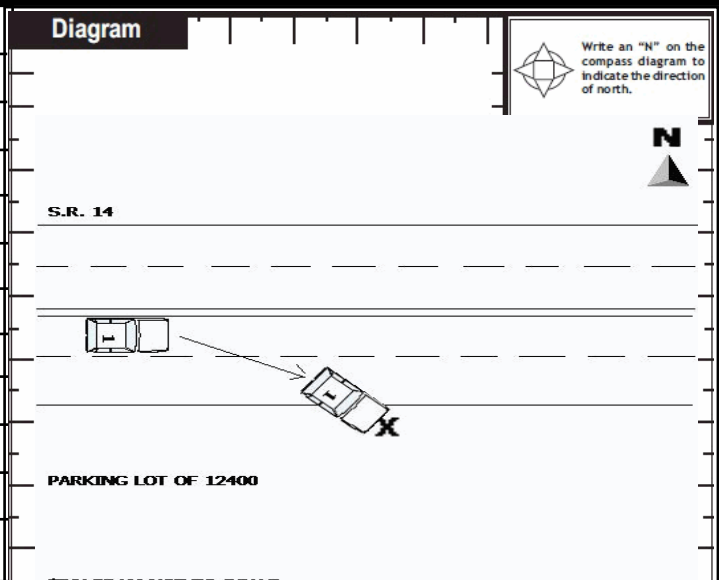 Diagram
Write an "N" on the
compass diagram to
indicate the direction
of north.
N
S.R. 14
1
1
X
PARKING LOT OF 12400